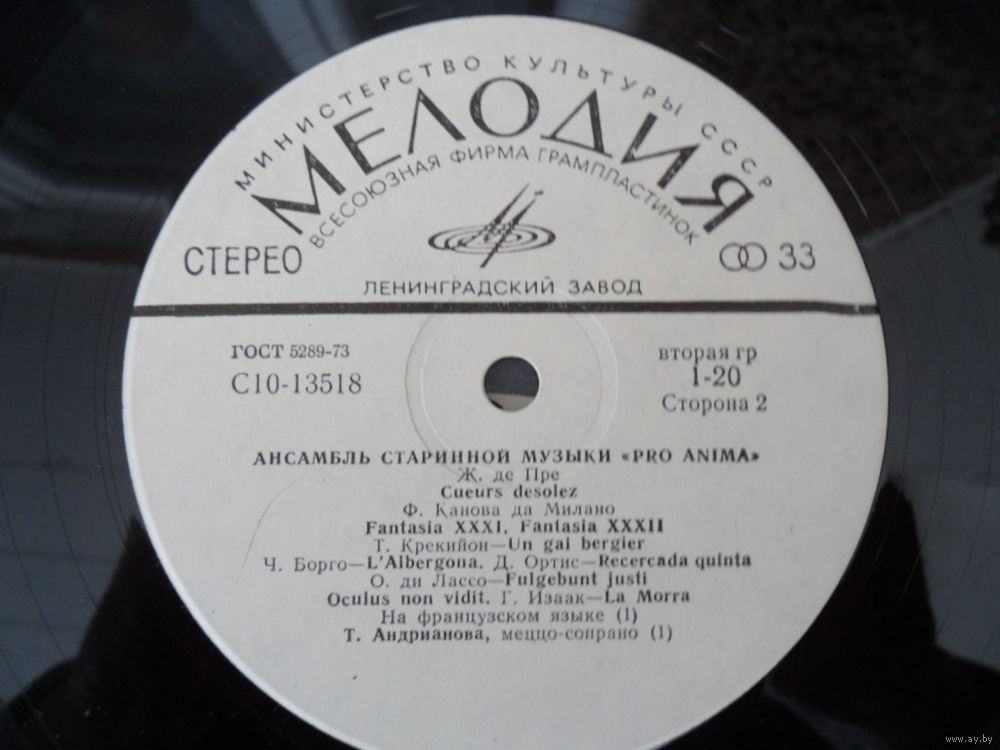 МИНИСТЕРСТВО КУЛЬТУРЫ СССР
МЕЛОДИЯ
ВСЕСОЮЗНАЯ ФИРМА ГРАМПЛАСТИНОК
СТЕРЕО
33
ЛЕНИНГРАДСКИЙ ЗАВОД
ГОСТ 5289-73
С10-13518
вторая гр
1-20
Сторона 2
АНСАМБЛЬ СТАРИННОЙ МУЗЫКИ «PRO ANIMA»
Ж. де Пре
Cueurs desolez
Ф. Канова да Милано
Fantasia XXXI, Fantasia XXXII
Т. Крекийон—Un gai bergier
Ч. Борго—L'Albergona. Д. Ортис—Recercada quinta
О. ди Лассо—Fulgebunt justi
Oculus non vidit. Г. Изаак—La Morra
На французском языке (1)
Т. Андрианова, меццо-сопрано (1)
www.ay.by